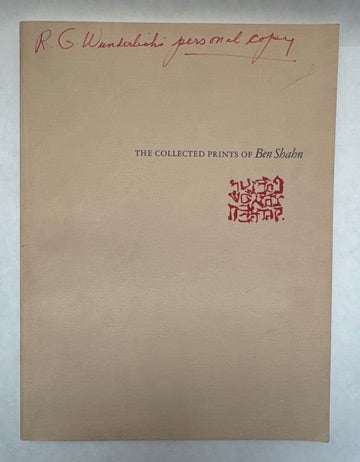 R. G. Wunderlich's personal copy
THE COLLECTED PRINTS OF Ben Shahn